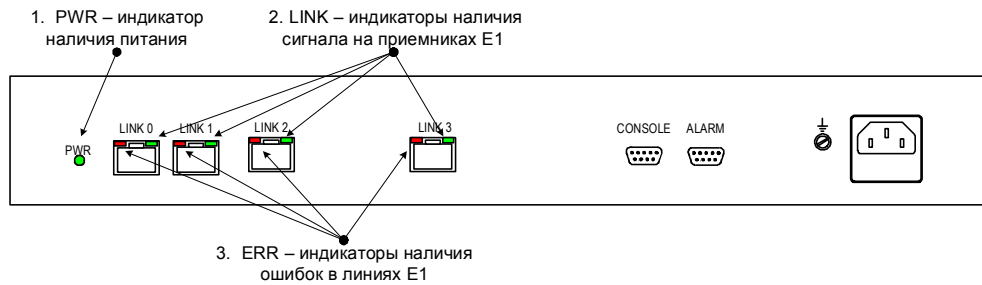 1. PWR – индикатор
наличия питания
2. LINK – индикаторы наличия
сигнала на приемниках E1
PWR
LINK 0
LINK 1
LINK 2
LINK 3
CONSOLE
ALARM
3. ERR – индикаторы наличия
ошибок в линиях E1